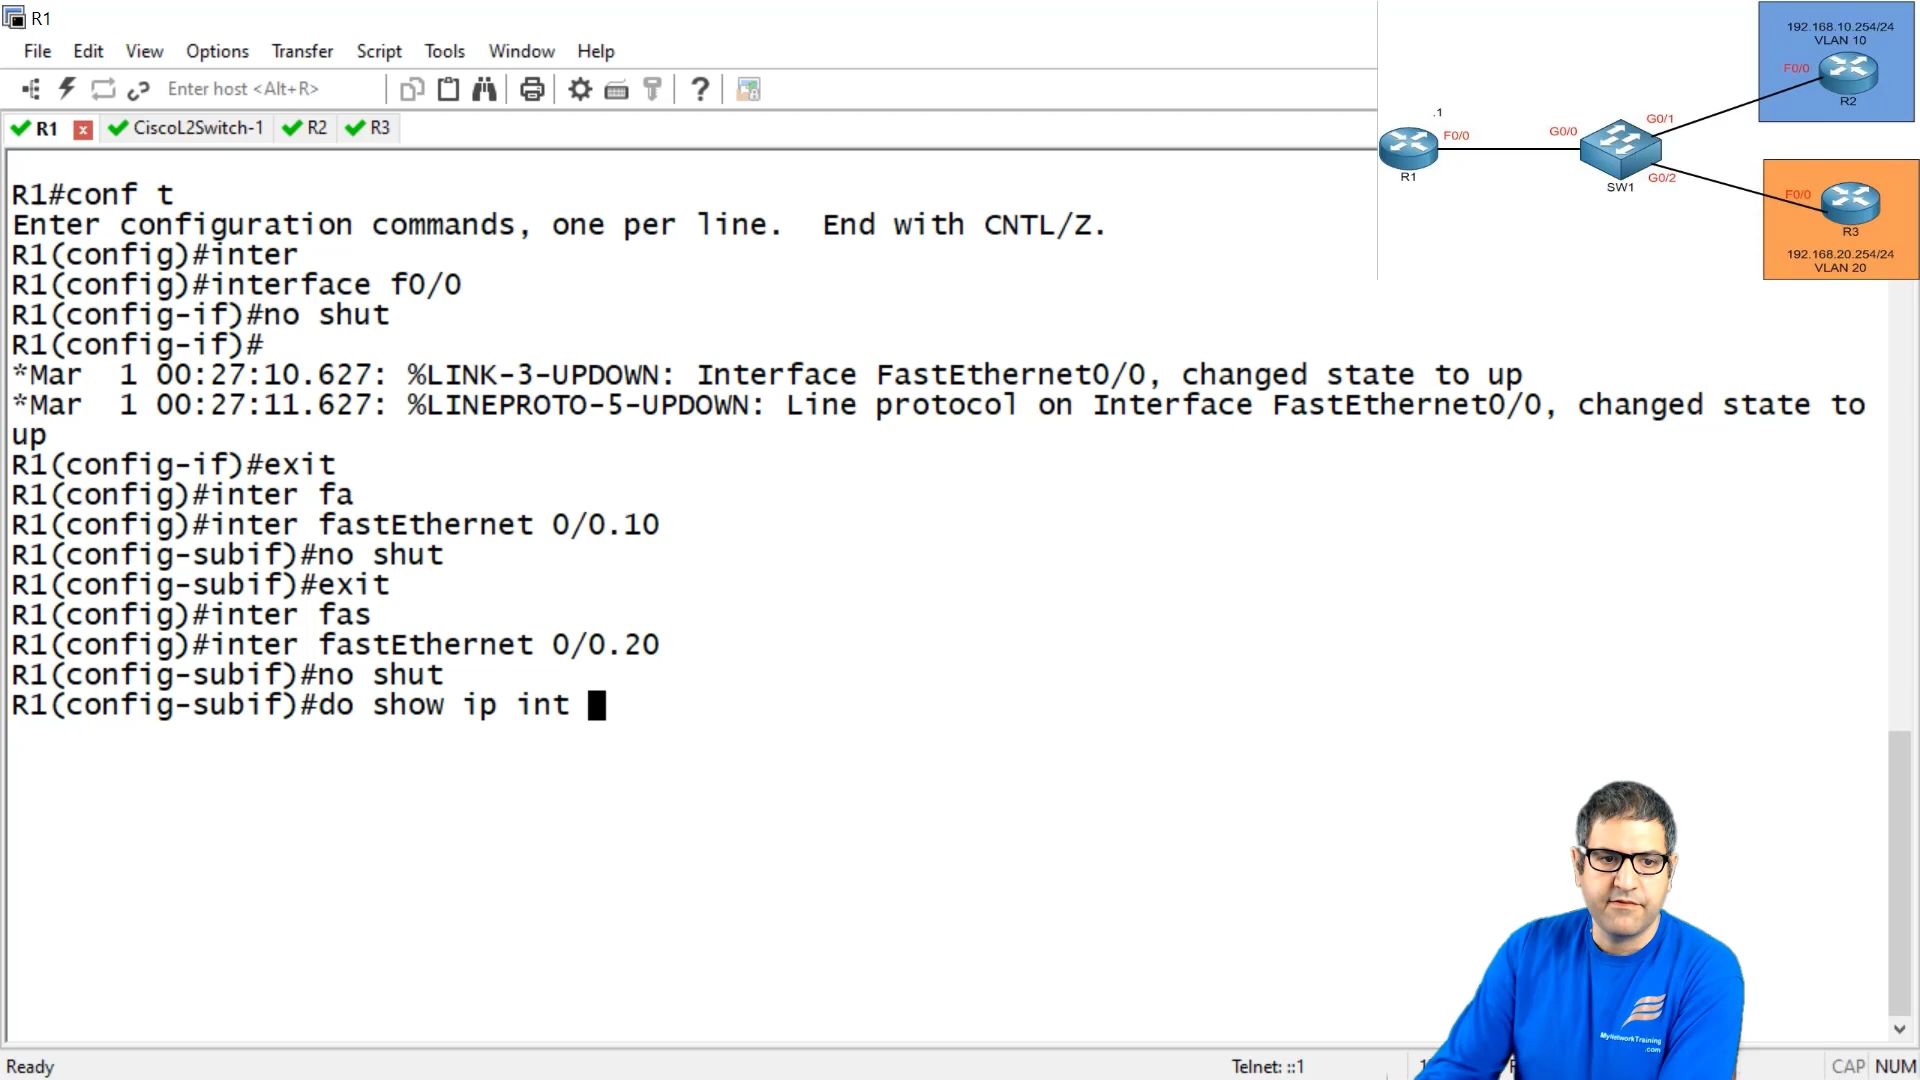 R1
File Edit View Options Transfer Script Tools Window Help
Enter host <Alt+R>
R1 CiscoL2Switch-1 R2 R3
R1#conf t
Enter configuration commands, one per line.  End with CNTL/Z.
R1(config)#inter
R1(config)#interface f0/0
R1(config-if)#no shut
R1(config-if)#
*Mar  1 00:27:10.627: %LINK-3-UPDOWN: Interface FastEthernet0/0, changed state to up
*Mar  1 00:27:11.627: %LINEPROTO-5-UPDOWN: Line protocol on Interface FastEthernet0/0, changed state to
up
R1(config-if)#exit
R1(config)#inter fa
R1(config)#inter fastEthernet 0/0.10
R1(config-subif)#no shut
R1(config-subif)#exit
R1(config)#inter fas
R1(config)#inter fastEthernet 0/0.20
R1(config-subif)#no shut
R1(config-subif)#do show ip int
192.168.10.254/24
VLAN 10
F0/0
R2
.1
F0/0
R1
G0/0
G0/1
SW1
G0/2
F0/0
R3
192.168.20.254/24
VLAN 20
MyNetworkTraining
.com
Ready
Telnet: ::1
CAP NUM